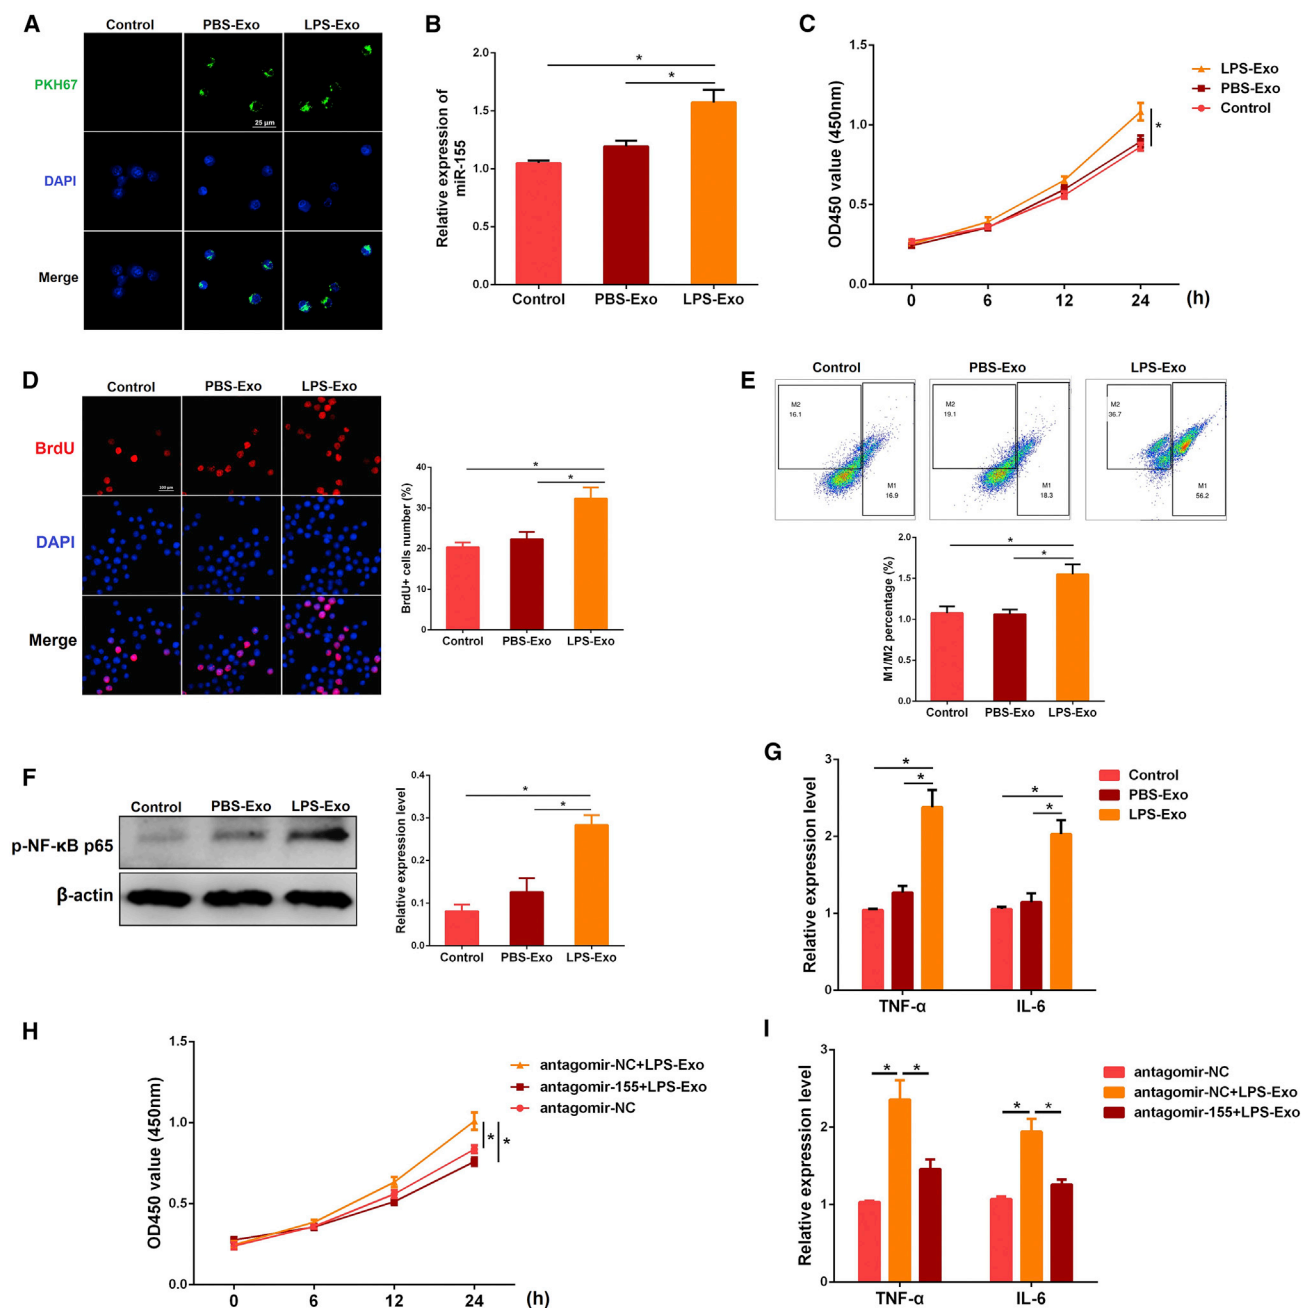 A
Control
PBS-Exo
LPS-Exo
PKH67
25 μm
DAPI
Merge
B
Relative expression of
miR-155
2.0
1.5
1.0
0.5
0.0
*
*
Control
PBS-Exo
LPS-Exo
C
OD450 value (450nm)
1.5
1.0
0.5
0.0
0
6
12
24
(h)
*
LPS-Exo
PBS-Exo
Control
D
Control
PBS-Exo
LPS-Exo
BrdU
100 μm
DAPI
Merge
BrdU+ cells number (%)
40
30
20
10
0
*
*
Control
PBS-Exo
LPS-Exo
E
Control
PBS-Exo
LPS-Exo
M2
16.1
M1
16.9
M2
19.1
M1
18.3
M2
36.7
M1
56.2
M1/M2 percentage (%)
2.0
1.5
1.0
0.5
0.0
*
*
Control
PBS-Exo
LPS-Exo
F
Control
PBS-Exo
LPS-Exo
p-NF-κB p65
β-actin
Relative expression level
0.4
0.3
0.2
0.1
0.0
*
*
Control
PBS-Exo
LPS-Exo
G
Relative expression level
3
2
1
0
*
*
*
*
TNF-α
IL-6
Control
PBS-Exo
LPS-Exo
H
OD450 value (450nm)
1.5
1.0
0.5
0.0
0
6
12
24
(h)
*
*
antagomir-NC+LPS-Exo
antagomir-155+LPS-Exo
antagomir-NC
I
Relative expression level
3
2
1
0
*
*
*
*
TNF-α
IL-6
antagomir-NC
antagomir-NC+LPS-Exo
antagomir-155+LPS-Exo